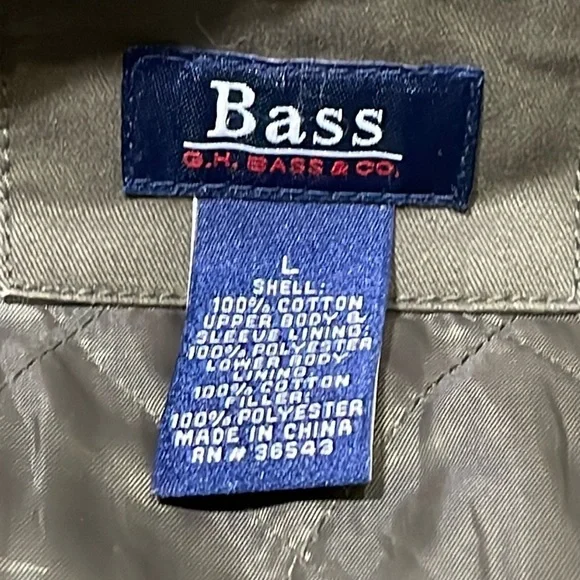 Bass
G.H. BASS & CO.
L
SHELL:
100% COTTON
UPPER BODY &
SLEEVE LINING:
100% POLYESTER
LOWER BODY
LINING:
100% COTTON
FILLER:
100% POLYESTER
MADE IN CHINA
RN# 36543